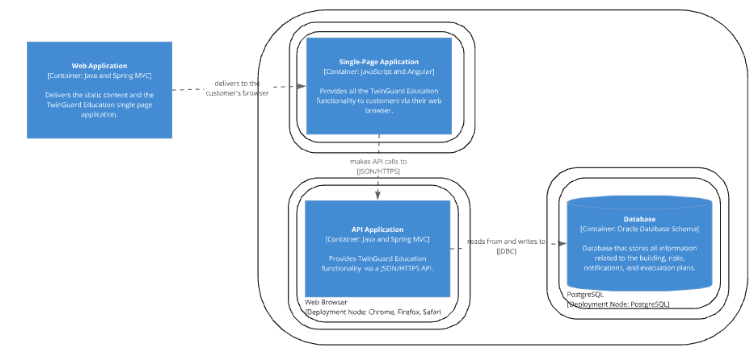 Web Application
[Container: Java and Spring MVC]
Delivers the static content and the
TwinGuard Education single page
application.
delivers to the
customer's browser
Single-Page Application
[Container: JavaScript and Angular]
Provides all the TwinGuard Education
functionality to customers via their web
browser.
makes API calls to
[JSON/HTTPS]
API Application
[Container: Java and Spring MVC]
Provides TwinGuard Education
functionality via a JSON/HTTPS API.
Web Browser
[Deployment Node: Chrome, Firefox, Safari
reads from and writes to
[JDBC]
Database
[Container: Oracle Database Schema]
Database that stores all information
related to the building, risks,
notifications, and evacuation plans.
PostgreSQL
[Deployment Node: PostgreSQL]